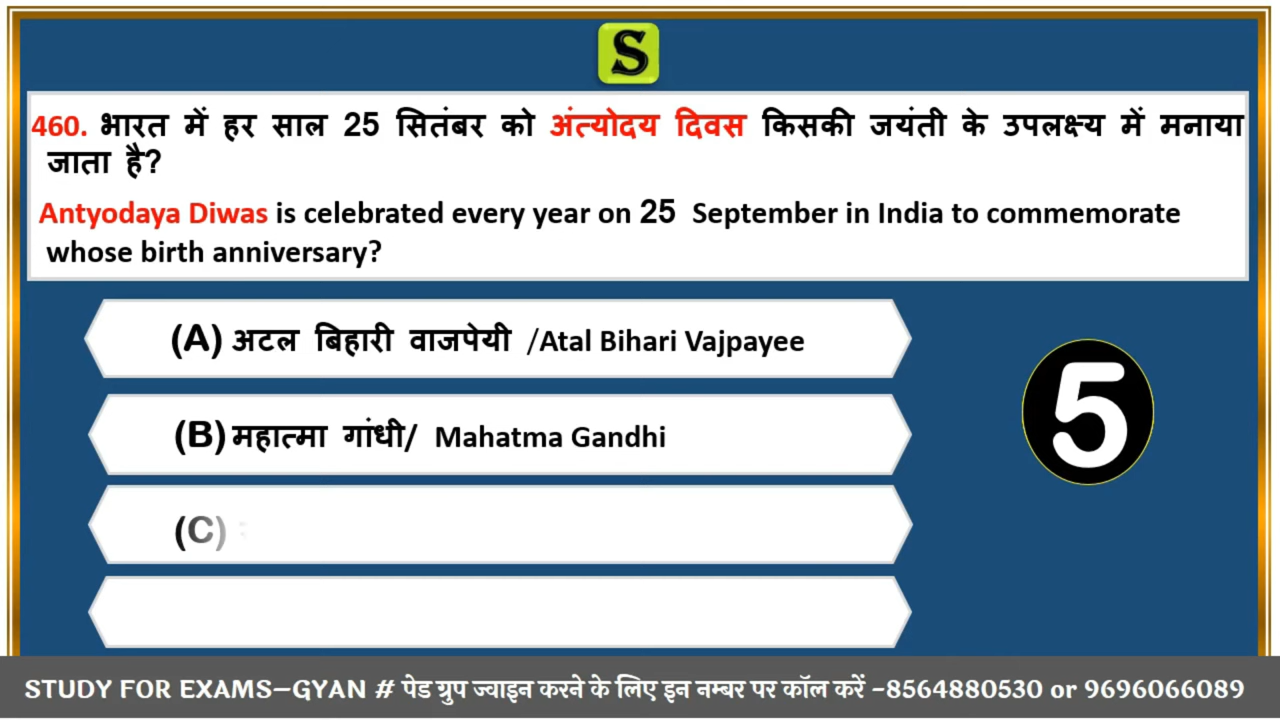 S
460. भारत में हर साल 25 सितंबर को अंत्योदय दिवस किसकी जयंती के उपलक्ष्य में मनाया
जाता है?
Antyodaya Diwas is celebrated every year on 25 September in India to commemorate
whose birth anniversary?
(A) अटल बिहारी वाजपेयी /Atal Bihari Vajpayee
(B) महात्मा गांधी/ Mahatma Gandhi
5
(C)
STUDY FOR EXAMS-GYAN # पेड ग्रुप ज्वाइन करने के लिए इन नम्बर पर कॉल करें -8564880530 or 9696066089